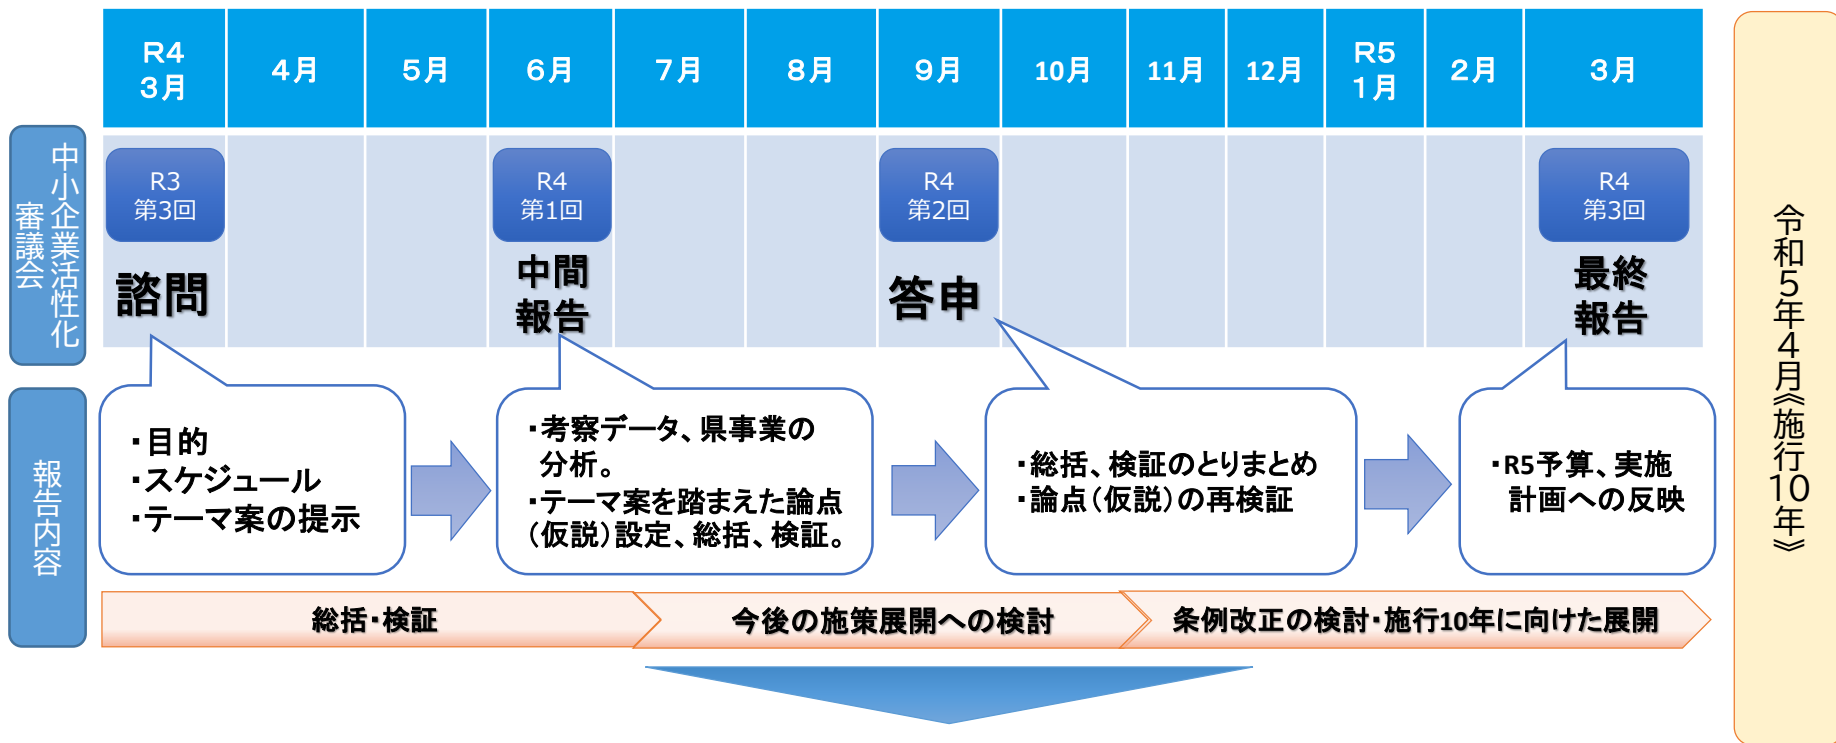 R4
3月
4月
5月
6月
7月
8月
9月
10月
11月
12月
R5
1月
2月
3月
中小企業活性化
審議会
R3
第3回
諮問
R4
第1回
中間
報告
R4
第2回
答申
R4
第3回
最終
報告
報告内容
・目的
・スケジュール
・テーマ案の提示
・考察データ、県事業の
分析。
・テーマ案を踏まえた論点
(仮説)設定、総括、検証。
・総括、検証のとりまとめ
・論点(仮説)の再検証
・R5予算、実施
計画への反映
総括・検証
今後の施策展開への検討
条例改正の検討・施行10年に向けた展開
令和5年4月《施行10年》